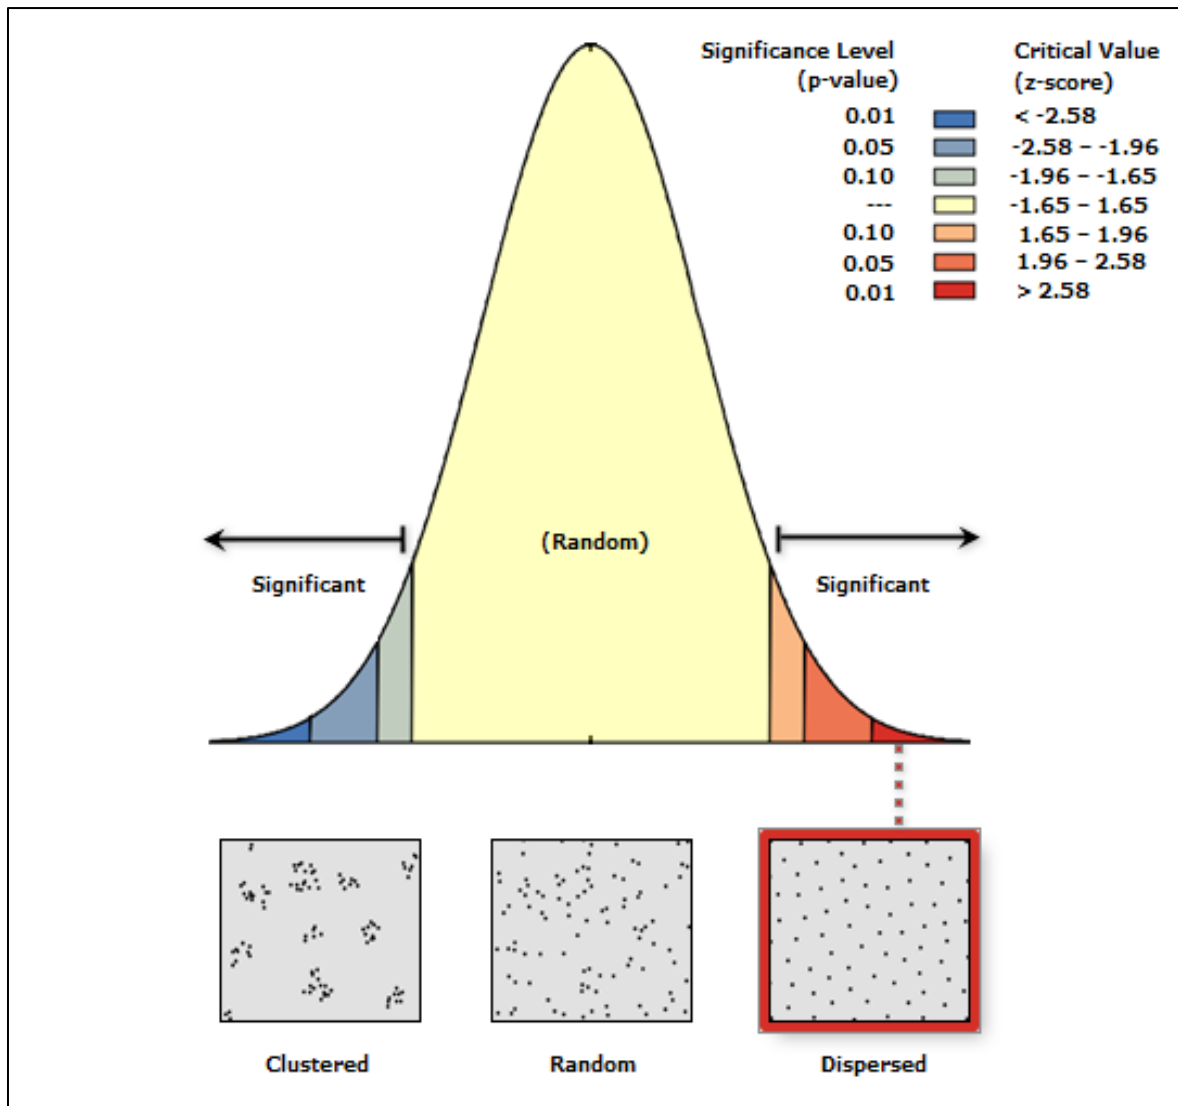 Significance Level Critical Value
(p-value) (z-score)
0.01 < -2.58
0.05 -2.58 – -1.96
0.10 -1.96 – -1.65
--- -1.65 – 1.65
0.10 1.65 – 1.96
0.05 1.96 – 2.58
0.01 > 2.58
(Random)
Significant Significant
Clustered Random Dispersed